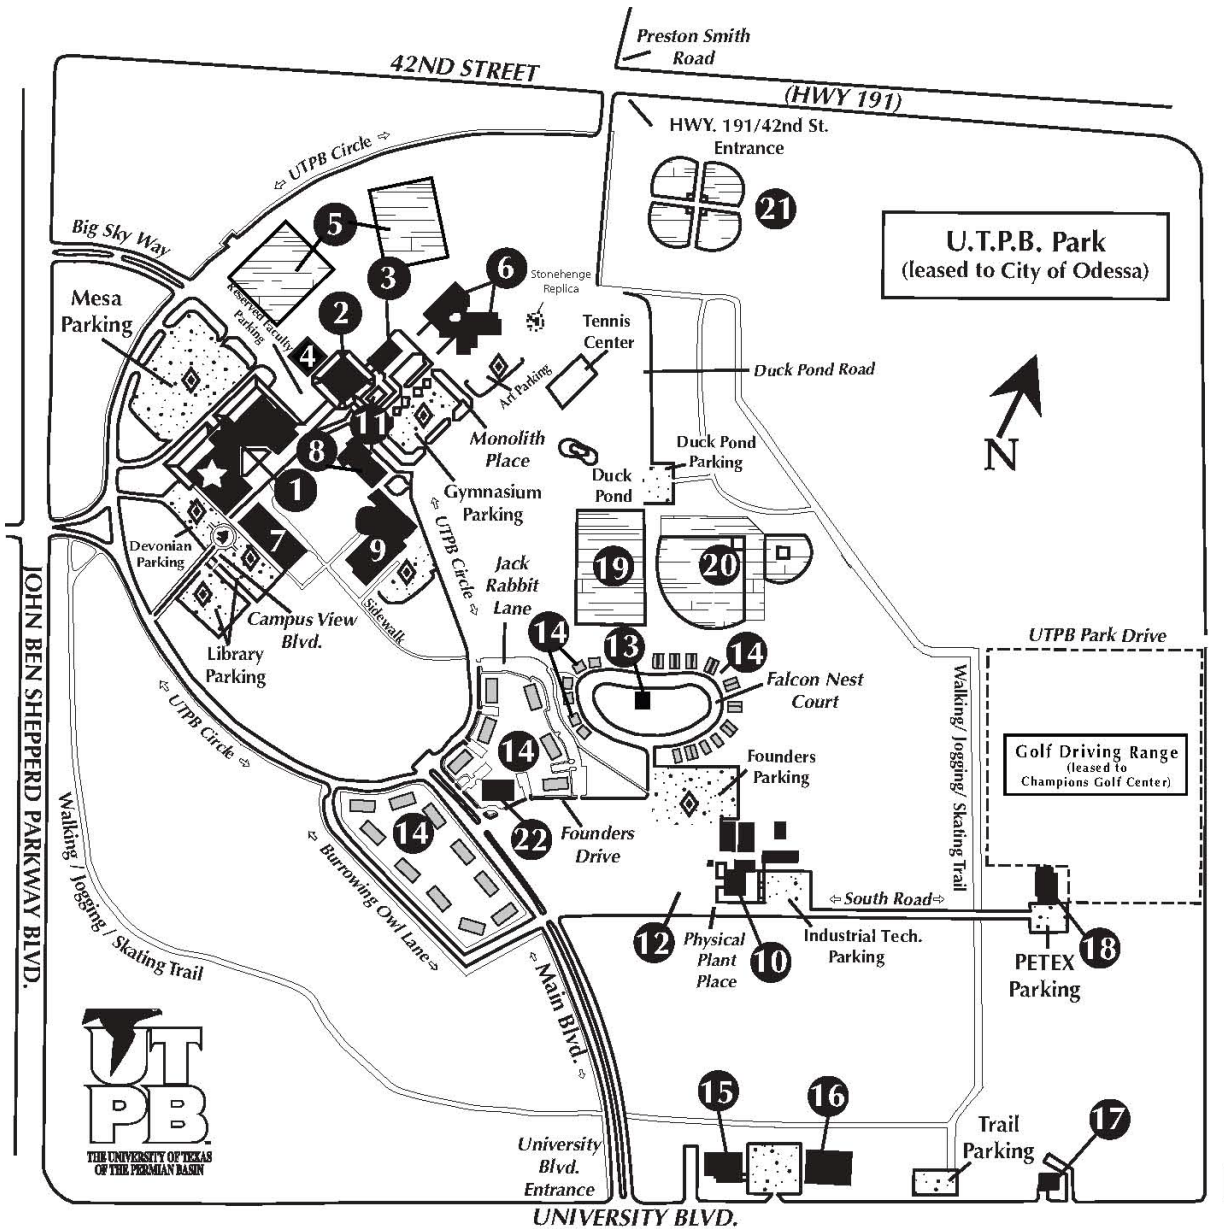 Preston Smith
Road
42ND STREET
(HWY 191)
HWY. 191/42nd St.
Entrance
UTPB Circle
21
U.T.P.B. Park
(leased to City of Odessa)
Big Sky Way
5
3
6
Stonehenge
Replica
Mesa
Parking
Reserved Faculty
Parking
2
4
Tennis
Center
Art Parking
Duck Pond Road
N
11
8
1
Monolith
Place
Duck Pond
Parking
Duck
Pond
Gymnasium
Parking
7
9
Devonian
Parking
UTPB Circle
Jack
Rabbit
Lane
19
20
Campus View
Blvd.
Sidewalk
Library
Parking
14
13
14
UTPB Park Drive
Falcon Nest
Court
UTPB Circle
14
Founders
Parking
Golf Driving Range
(leased to
Champions Golf Center)
JOHN BEN SHEPPERD PARKWAY BLVD.
Walking / Jogging / Skating Trail
Walking/ Jogging/ Skating Trail
14
22
Founders
Drive
Burrowing Owl Lane
South Road
12
Physical
Plant
Place
10
Industrial Tech.
Parking
18
PETEX
Parking
Main Blvd.
UTPB
THE UNIVERSITY OF TEXAS
OF THE PERMIAN BASIN
15
16
17
Trail
Parking
University
Blvd.
Entrance
UNIVERSITY BLVD.